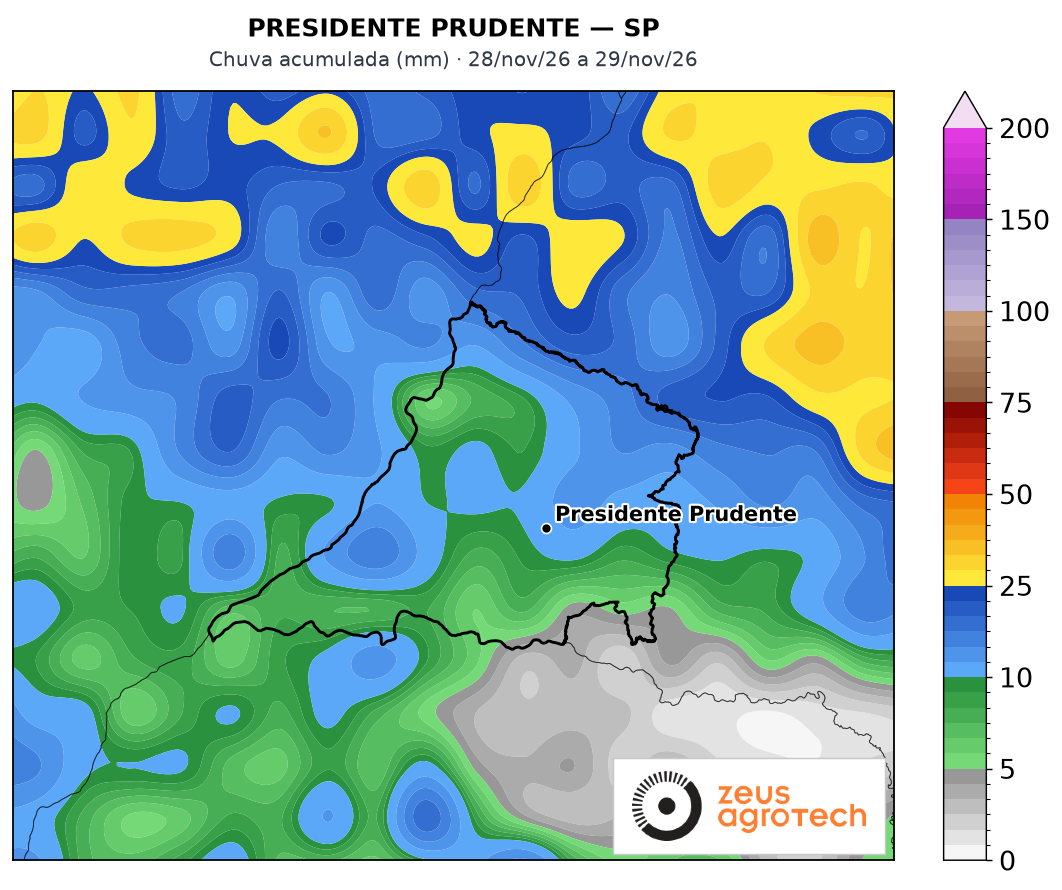 PRESIDENTE PRUDENTE — SP
Chuva acumulada (mm) · 28/nov/26 a 29/nov/26
200
150
100
75
50
25
10
5
0
Presidente Prudente
zeus
agrotech